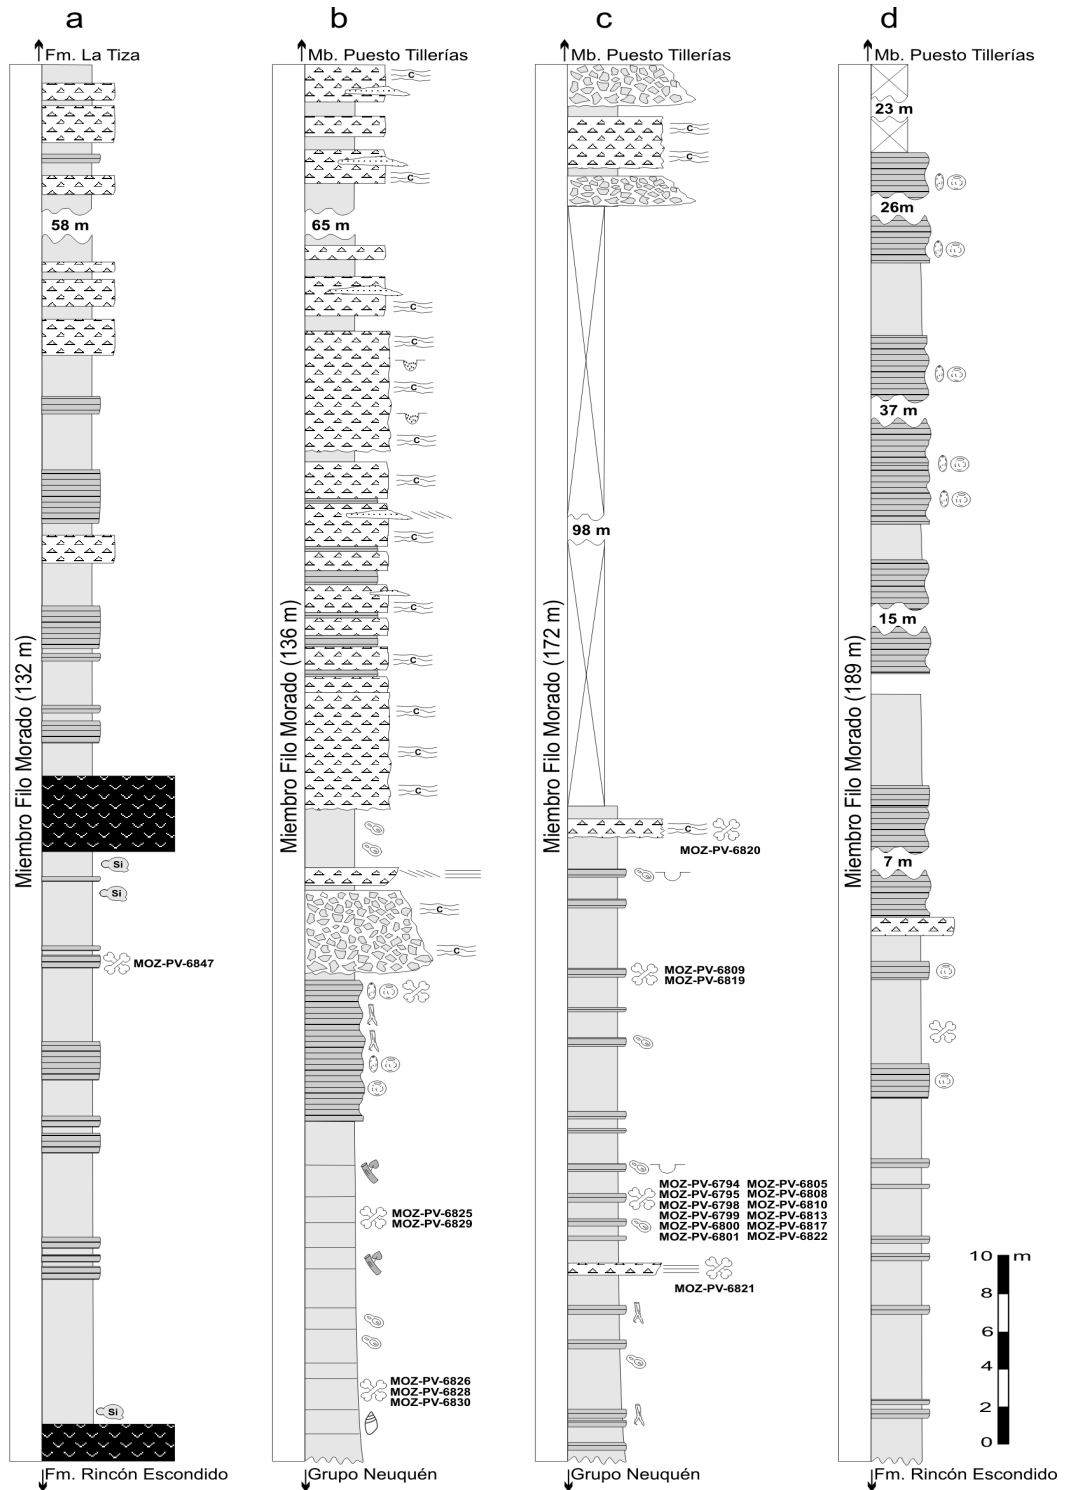 a
Fm. La Tiza
58 m
Si
Si
MOZ-PV-6847
Si
Miembro Filo Morado (132 m)
Fm. Rincón Escondido
b
Mb. Puesto Tillerías
C
C
65 m
C
C
C
C
C
C
C
C
C
C
C
C
C
MOZ-PV-6825
MOZ-PV-6829
MOZ-PV-6826
MOZ-PV-6828
MOZ-PV-6830
Miembro Filo Morado (136 m)
Grupo Neuquén
c
Mb. Puesto Tillerías
C
C
98 m
C
MOZ-PV-6820
MOZ-PV-6809
MOZ-PV-6819
MOZ-PV-6794 MOZ-PV-6805
MOZ-PV-6795 MOZ-PV-6808
MOZ-PV-6798 MOZ-PV-6810
MOZ-PV-6799 MOZ-PV-6813
MOZ-PV-6800 MOZ-PV-6817
MOZ-PV-6801 MOZ-PV-6822
MOZ-PV-6821
Miembro Filo Morado (172 m)
Grupo Neuquén
d
Mb. Puesto Tillerías
23 m
26m
37 m
15 m
7 m
Miembro Filo Morado (189 m)
Fm. Rincón Escondido
10 m
8
6
4
2
0